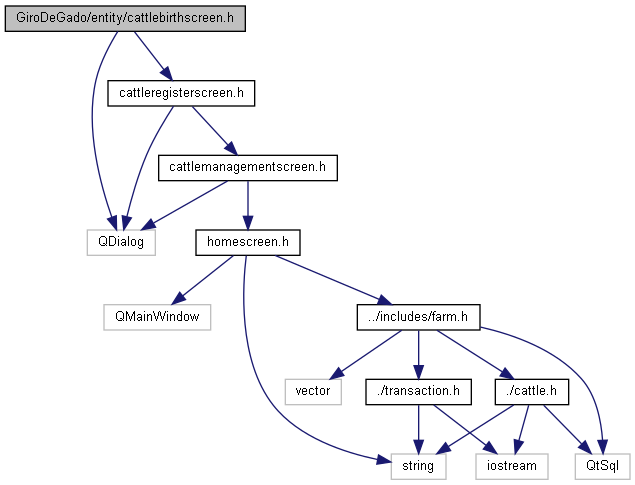 GiroDeGado/entity/cattlebirthscreen.h
cattleregisterscreen.h
cattlemanagementscreen.h
QDialog
homescreen.h
QMainWindow
../includes/farm.h
vector
./transaction.h
./cattle.h
string
iostream
QtSql